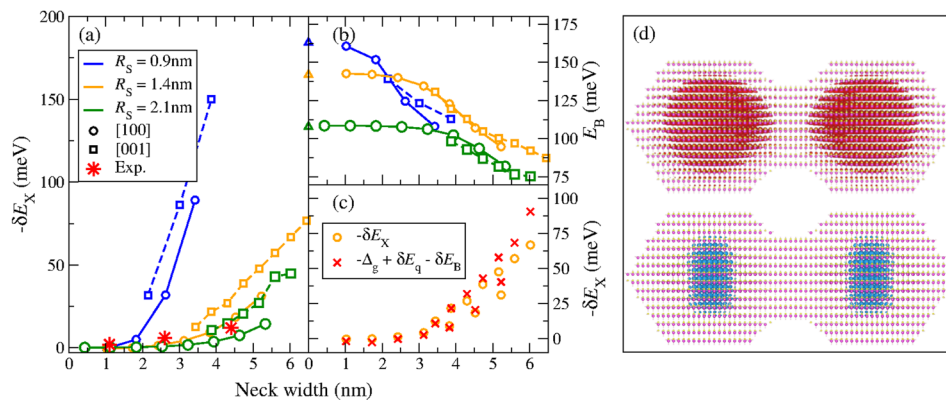 (a)
R_S = 0.9nm
R_S = 1.4nm
R_S = 2.1nm
[100]
[001]
Exp.
200
150
100
50
0
-δE_X (meV)
0 1 2 3 4 5 6
(b)
175
150
125
100
75
E_B (meV)
(c)
-δE_X
-Δ_g + δE_q - δE_B
100
75
50
25
0
-δE_X (meV)
0 1 2 3 4 5 6
Neck width (nm)
(d)